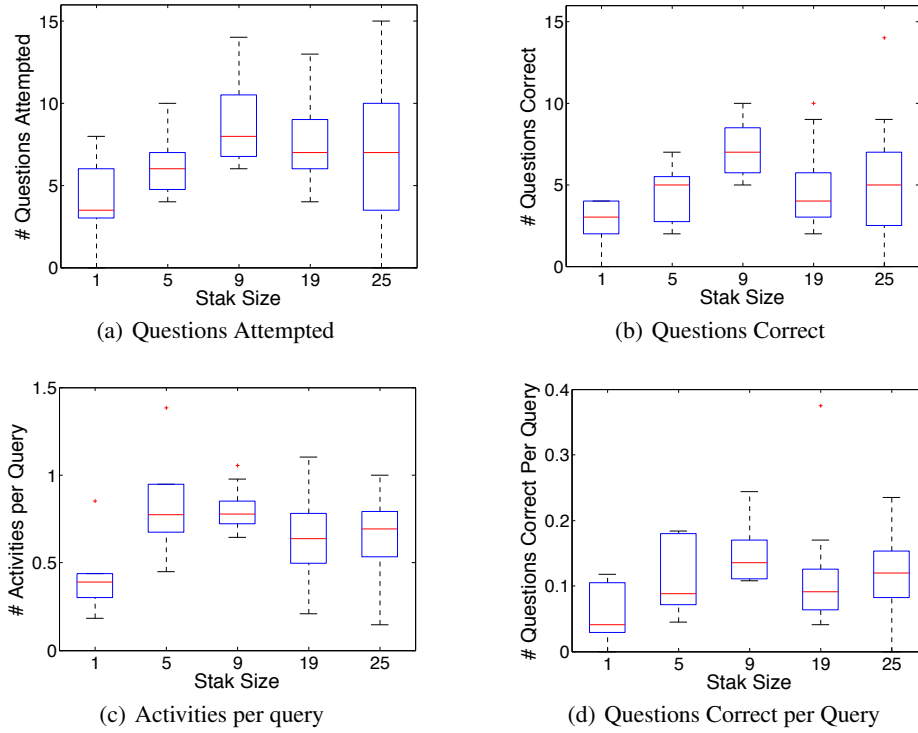 15
10
5
0
# Questions Attempted
1 5 9 19 25
Stak Size
(a) Questions Attempted
15
10
5
0
# Questions Correct
1 5 9 19 25
Stak Size
(b) Questions Correct
1.5
1
0.5
0
# Activities per Query
1 5 9 19 25
Stak Size
(c) Activities per query
0.4
0.3
0.2
0.1
0
# Questions Correct Per Query
1 5 9 19 25
Stak Size
(d) Questions Correct per Query